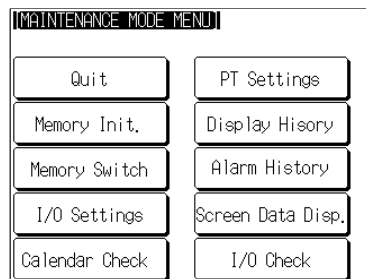 [MAINTENANCE MODE MENU]
Quit
PT Settings
Memory Init.
Display Hisory
Memory Switch
Alarm History
I/O Settings
Screen Data Disp.
Calendar Check
I/O Check